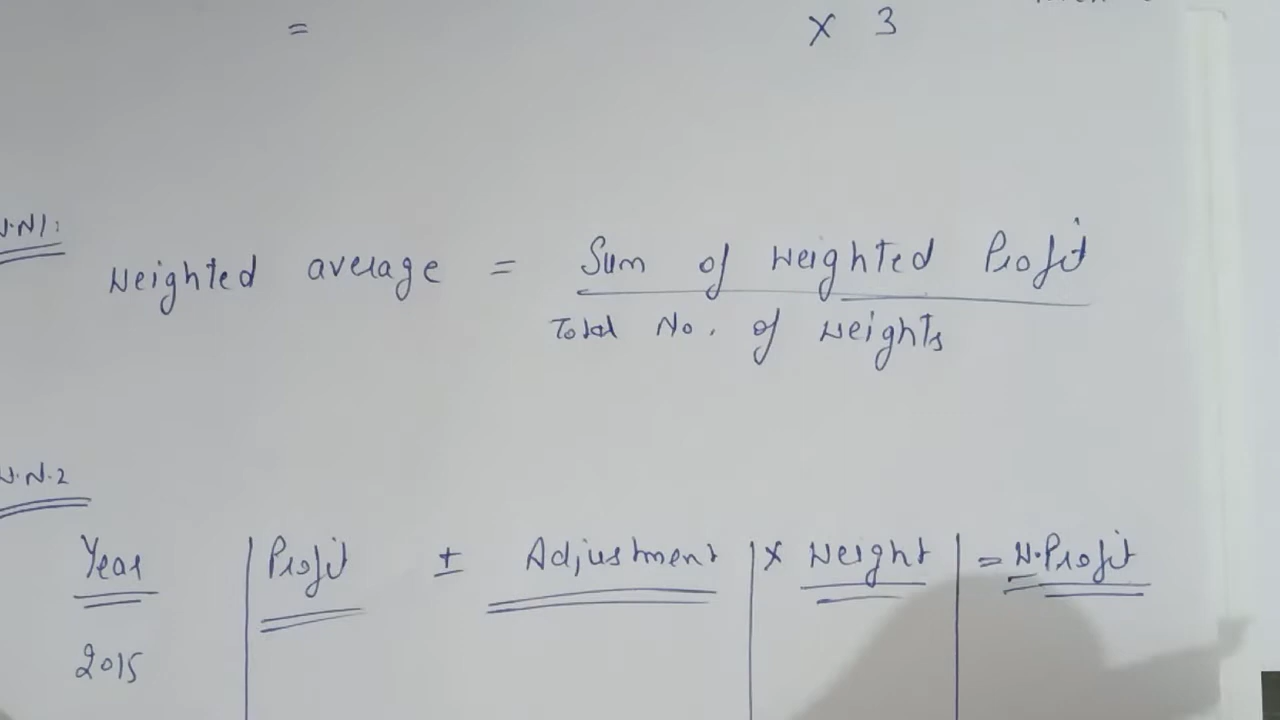 = × 3
W.N1:
Weighted average = Sum of Weighted Profit
Total No. of Weights
W.N.2
Year | Profit ± Adjustment | × Weight | = W.Profit
2015